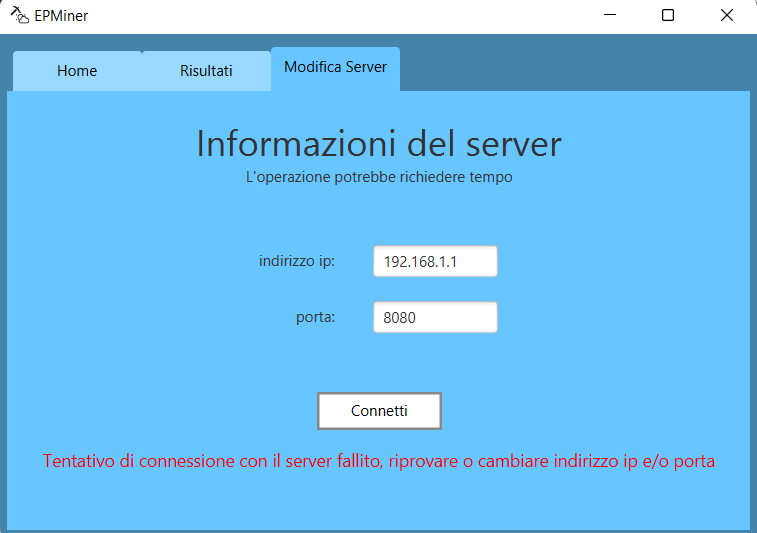 EPMiner
Home
Risultati
Modifica Server
Informazioni del server
L'operazione potrebbe richiedere tempo
indirizzo ip: 192.168.1.1
porta: 8080
Connetti
Tentativo di connessione con il server fallito, riprovare o cambiare indirizzo ip e/o porta